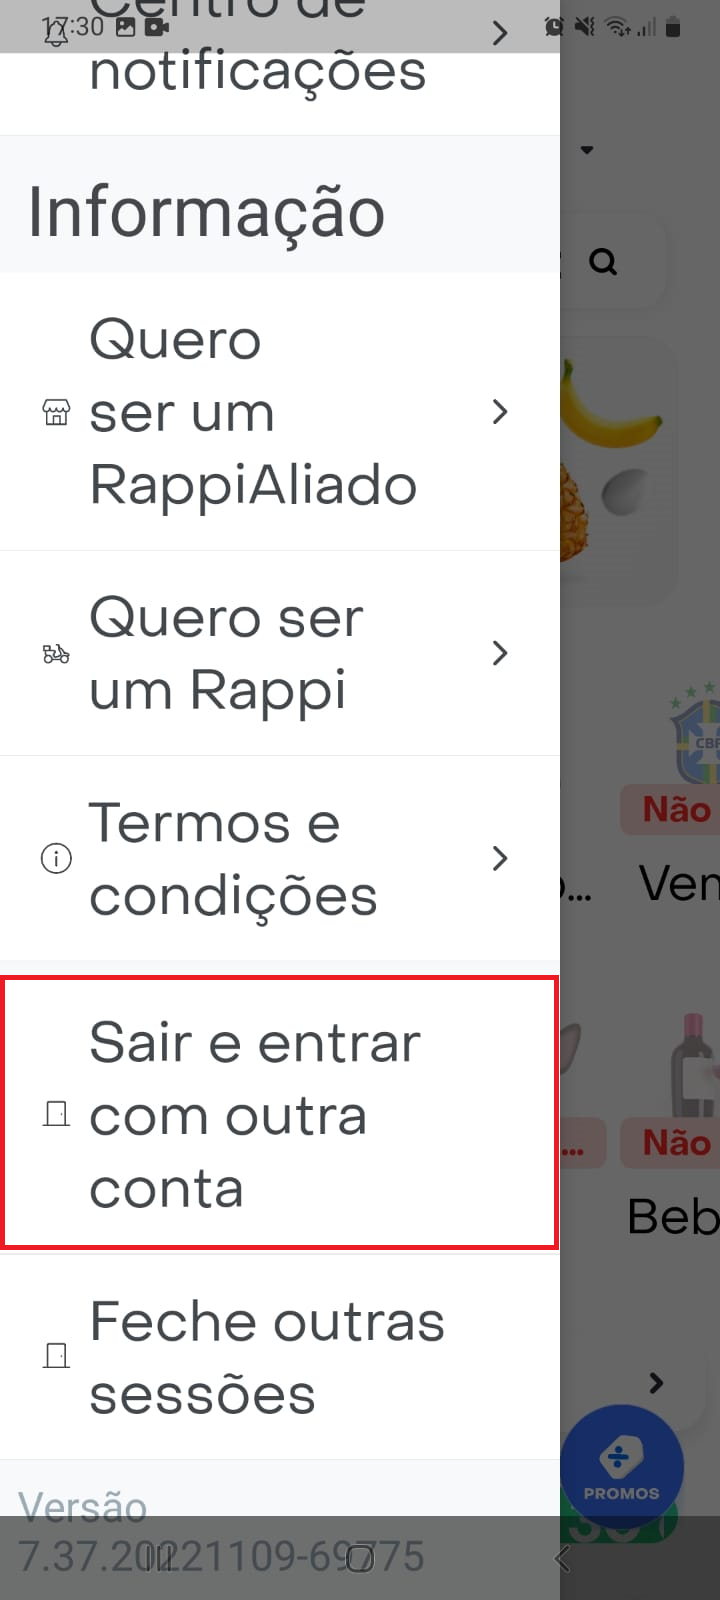 17:30
Centro de
notificações
Informação
Quero
ser um
RappiAliado
Quero ser
um Rappi
Termos e
condições
Sair e entrar
com outra
conta
Feche outras
sessões
Versão
7.37.20221109-69775
CBF
Não
...
Ven
...
Não
Beb
PROMOS